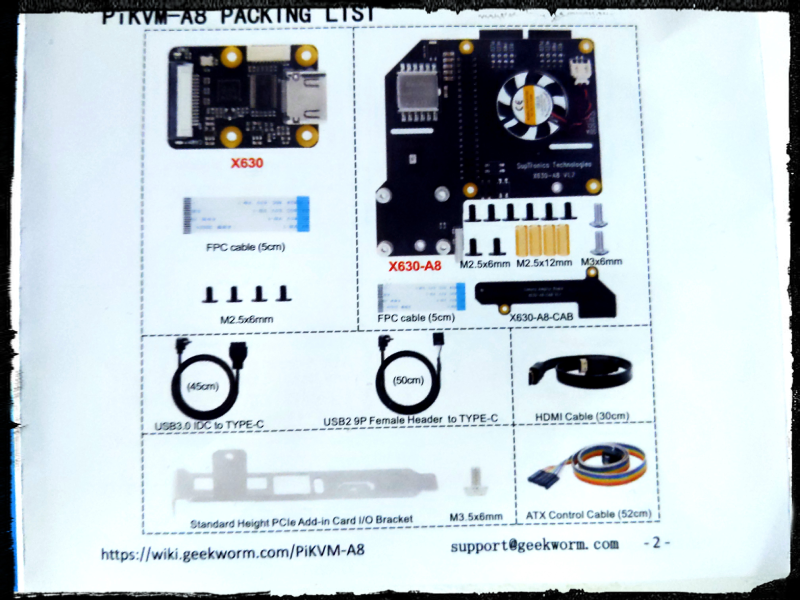 PiKVM-A8 PACKING LIST
X630
SupTronics Technologies
X630-A8 V1.7
FPC cable (5cm)
X630-A8
M2.5x6mm
M2.5x12mm
M3x6mm
M2.5x6mm
FPC cable (5cm)
X630-A8-CAB
(45cm)
(50cm)
USB3.0 IDC to TYPE-C
USB2 9P Female Header to TYPE-C
HDMI Cable (30cm)
Standard Height PCIe Add-in Card I/O Bracket
M3.5x6mm
ATX Control Cable (52cm)
https://wiki.geekworm.com/PiKVM-A8
support@geekworm.com
-2-